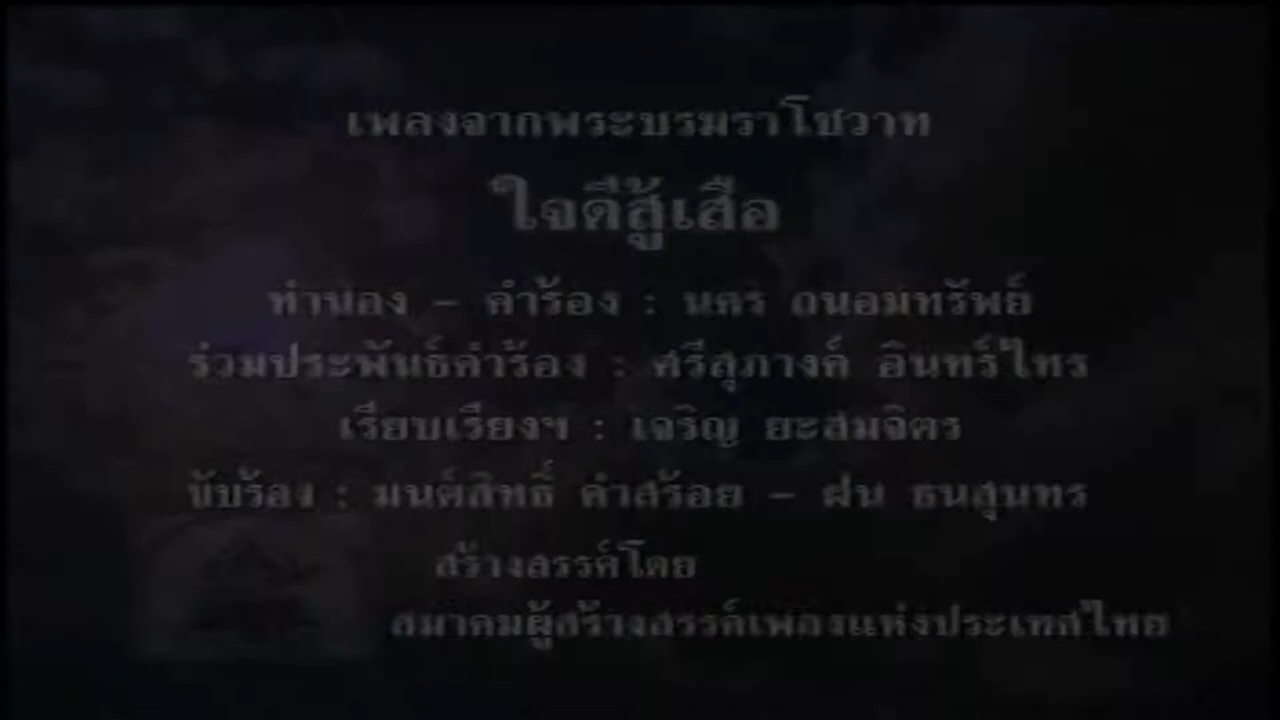 เพลงจากพระบรมราโชวาท
ใจดีสู้เสือ
ทำนอง - คำร้อง : นคร ถนอมทรัพย์
ร่วมประพันธ์คำร้อง : ศรีสุภางค์ อินทร์ไทร
เรียบเรียงฯ : เจริญ ยะสมจิตร
ขับร้อง : มนต์สิทธิ์ คำสร้อย - ฝน ธนสุนทร
สร้างสรรค์โดย
สมาคมผู้สร้างสรรค์เพลงแห่งประเทศไทย